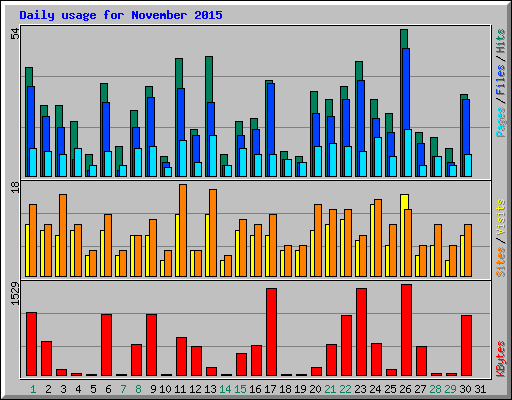 Daily usage for November 2015
54
Pages / Files / Hits
18
Sites / Visits
1529
KBytes
1 2 3 4 5 6 7 8 9 10 11 12 13 14 15 16 17 18 19 20 21 22 23 24 25 26 27 28 29 30 31